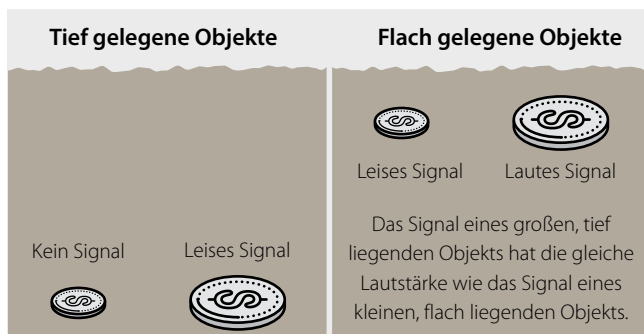 Tief gelegene Objekte
Kein Signal
Leises Signal
Flach gelegene Objekte
Leises Signal
Lautes Signal
Das Signal eines großen, tief
liegenden Objekts hat die gleiche
Lautstärke wie das Signal eines
kleinen, flach liegenden Objekts.